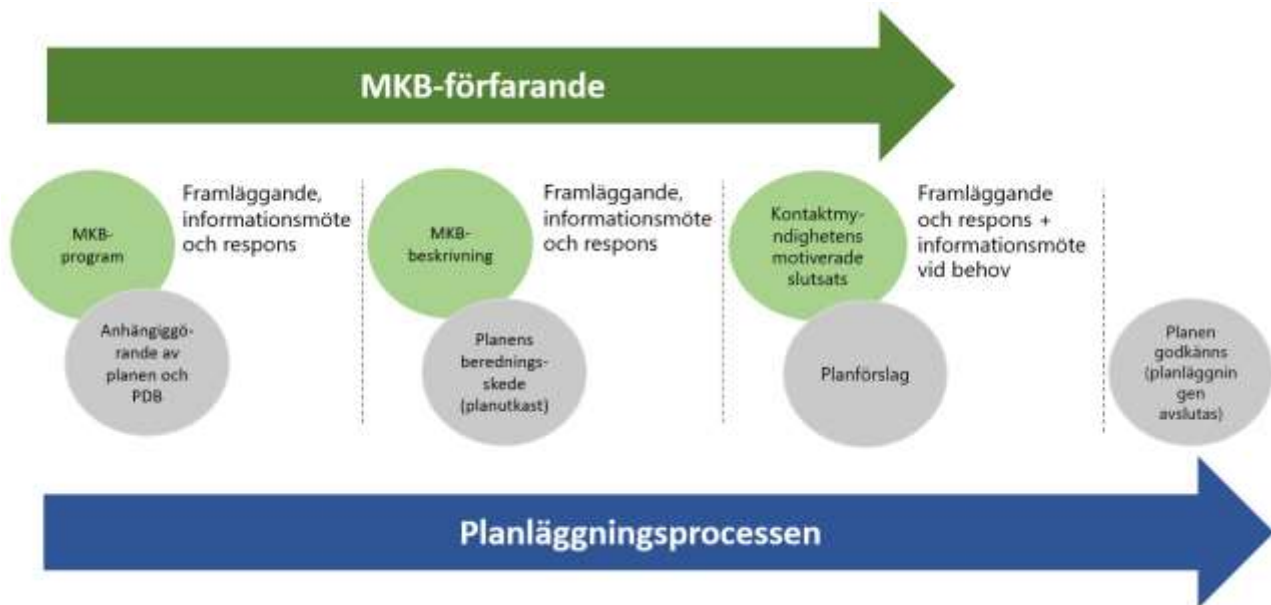 MKB-förfarande
MKB-
program
Framläggande,
informationsmöte
och respons
Anhängiggö-
rande av
planen och
PDB
MKB-
beskrivning
Framläggande,
informationsmöte
och respons
Planens
berednings-
skede
(planutkast)
Kontaktmy-
ndighetens
motiverade
slutsats
Framläggande
och respons +
informationsmöte
vid behov
Planförslag
Planen
godkänns
(planläggnin
gen
avslutas)
Planläggningsprocessen